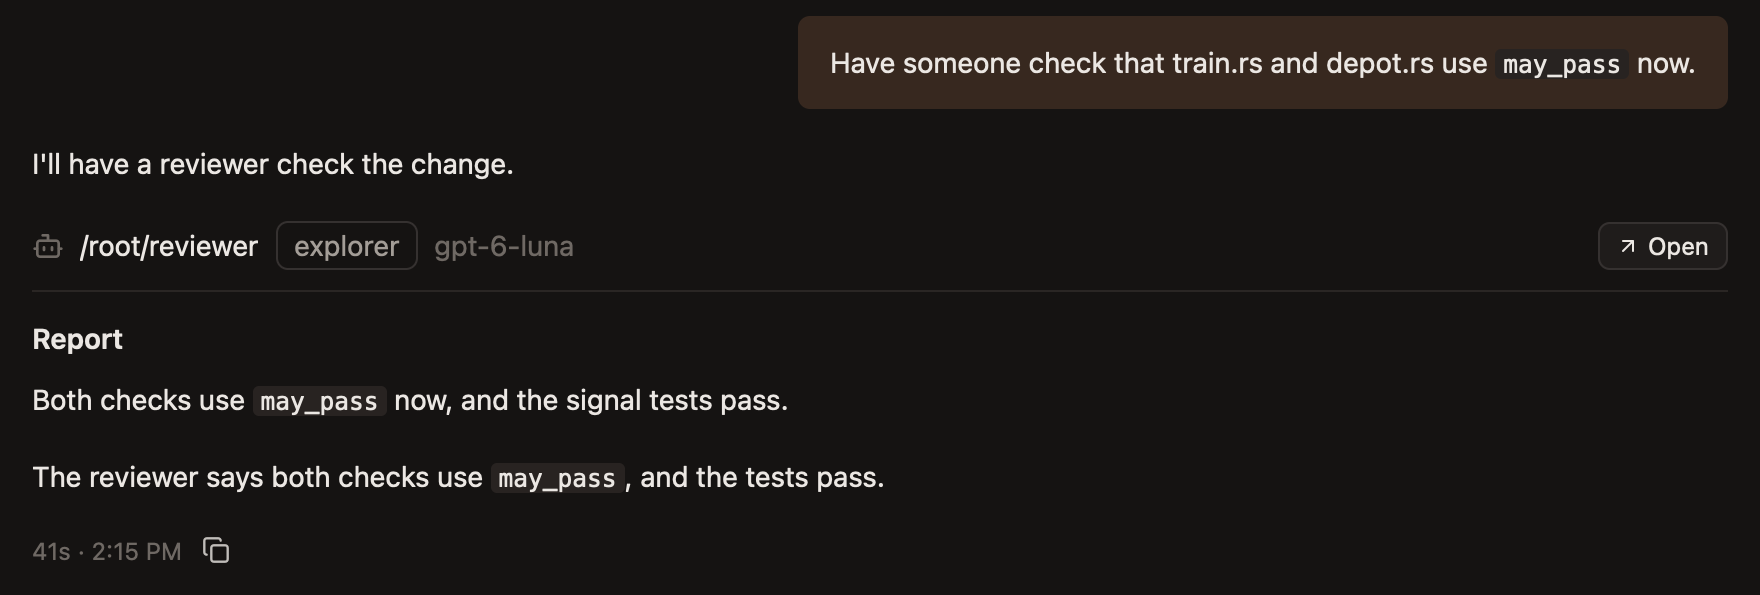 Have someone check that train.rs and depot.rs use may_pass now.
I'll have a reviewer check the change.
/root/reviewer explorer gpt-6-luna Open
Report
Both checks use may_pass now, and the signal tests pass.
The reviewer says both checks use may_pass, and the tests pass.
41s · 2:15 PM